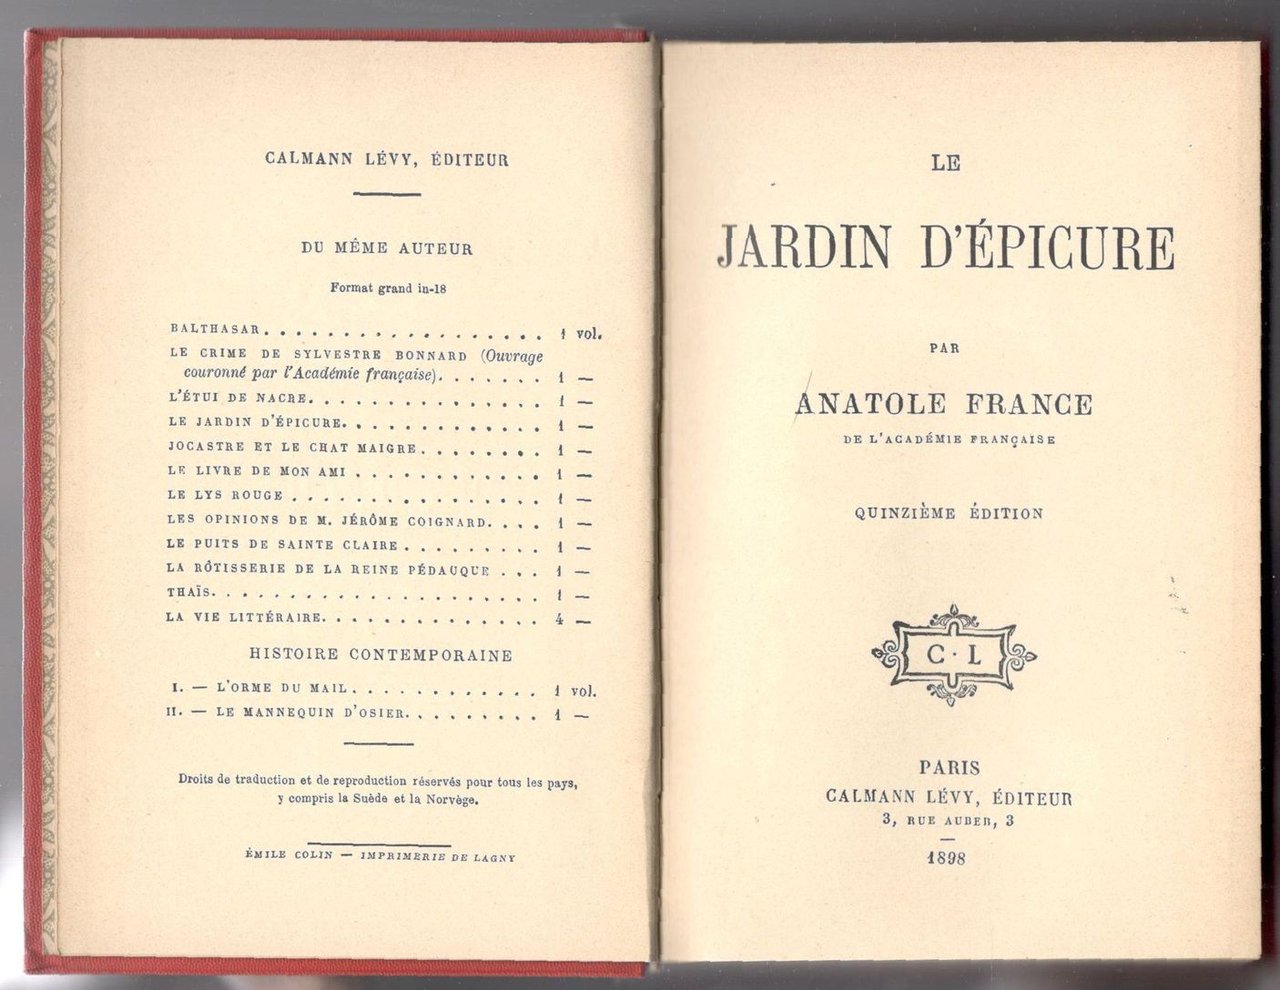 CALMANN LÉVY, ÉDITEUR
DU MÊME AUTEUR
Format grand in-18
BALTHASAR. . . . . . . . . . . . . . . . . . 1 vol.
LE CRIME DE SYLVESTRE BONNARD (Ouvrage
couronné par l'Académie française). . . . . . . 1 —
L'ÉTUI DE NACRE. . . . . . . . . . . . . . . 1 —
LE JARDIN D'ÉPICURE. . . . . . . . . . . . . 1 —
JOCASTRE ET LE CHAT MAIGRE. . . . . . . . 1 —
LE LIVRE DE MON AMI . . . . . . . . . . . . 1 —
LE LYS ROUGE . . . . . . . . . . . . . . . . 1 —
LES OPINIONS DE M. JÉRÔME COIGNARD. . . . 1 —
LE PUITS DE SAINTE CLAIRE . . . . . . . . . 1 —
LA RÔTISSERIE DE LA REINE PÉDAUQUE . . . 1 —
THAÏS. . . . . . . . . . . . . . . . . . . . . 1 —
LA VIE LITTÉRAIRE. . . . . . . . . . . . . . 4 —
HISTOIRE CONTEMPORAINE
I. — L'ORME DU MAIL. . . . . . . . . . . . 1 vol.
II. — LE MANNEQUIN D'OSIER. . . . . . . . . 1 —
Droits de traduction et de reproduction réservés pour tous les pays,
y compris la Suède et la Norvège.
ÉMILE COLIN — IMPRIMERIE DE LAGNY
LE
JARDIN D'ÉPICURE
PAR
ANATOLE FRANCE
DE L'ACADÉMIE FRANÇAISE
QUINZIÈME ÉDITION
C · L
PARIS
CALMANN LÉVY, ÉDITEUR
3, RUE AUBER, 3
1898